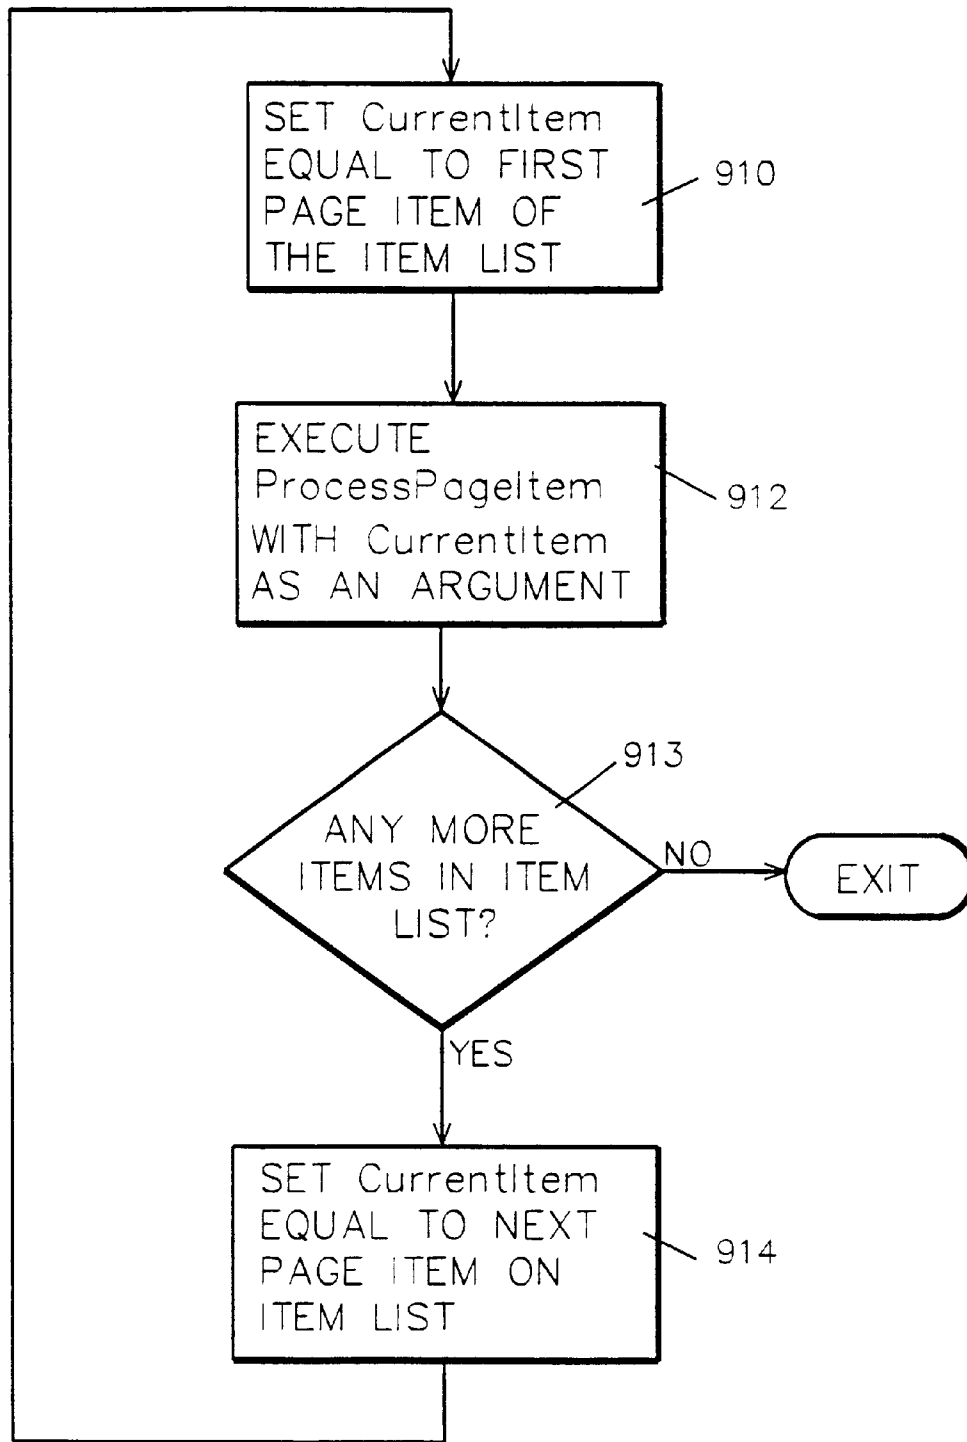 SET CurrentItem
EQUAL TO FIRST
PAGE ITEM OF
THE ITEM LIST
910
EXECUTE
ProcessPageItem
WITH CurrentItem
AS AN ARGUMENT
912
913
ANY MORE
ITEMS IN ITEM
LIST?
NO
EXIT
YES
SET CurrentItem
EQUAL TO NEXT
PAGE ITEM ON
ITEM LIST
914